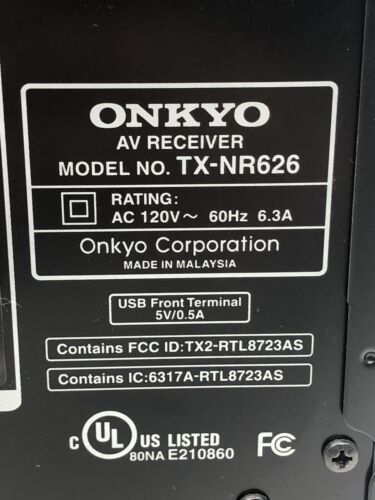 ONKYO
AV RECEIVER
MODEL NO. TX-NR626
RATING:
AC 120V～ 60Hz 6.3A
Onkyo Corporation
MADE IN MALAYSIA
USB Front Terminal
5V/0.5A
Contains FCC ID:TX2-RTL8723AS
Contains IC:6317A-RTL8723AS
C UL US LISTED
80NA E210860
FC